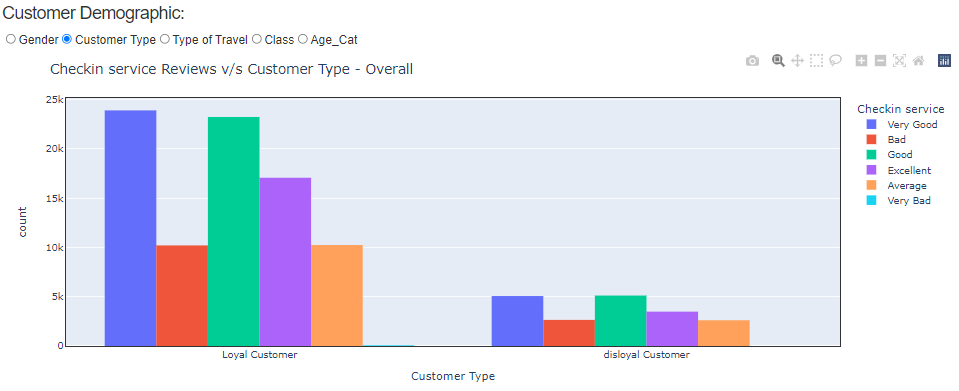 Customer Demographic:
Gender Customer Type Type of Travel Class Age_Cat
Checkin service Reviews v/s Customer Type - Overall
25k
20k
15k
10k
5k
0
count
Loyal Customer
disloyal Customer
Customer Type
Checkin service
Very Good
Bad
Good
Excellent
Average
Very Bad